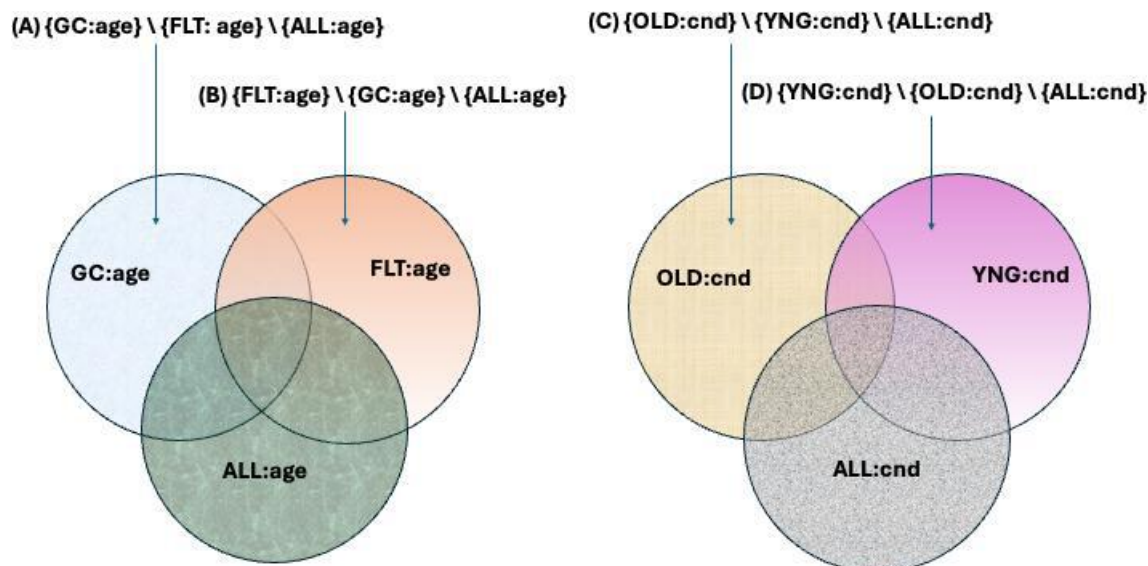 (A) {GC:age} \ {FLT: age} \ {ALL:age}
(B) {FLT:age} \ {GC:age} \ {ALL:age}
GC:age
FLT:age
ALL:age
(C) {OLD:cnd} \ {YNG:cnd} \ {ALL:cnd}
(D) {YNG:cnd} \ {OLD:cnd} \ {ALL:cnd}
OLD:cnd
YNG:cnd
ALL:cnd